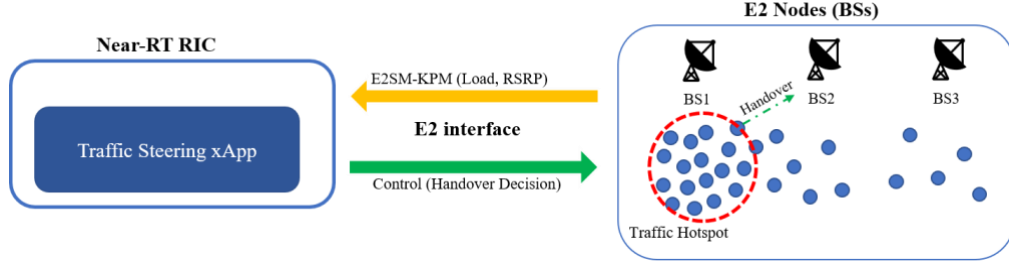 Near-RT RIC
Traffic Steering xApp
E2SM-KPM (Load, RSRP)
E2 interface
Control (Handover Decision)
E2 Nodes (BSs)
BS1
Handover
BS2
BS3
Traffic Hotspot